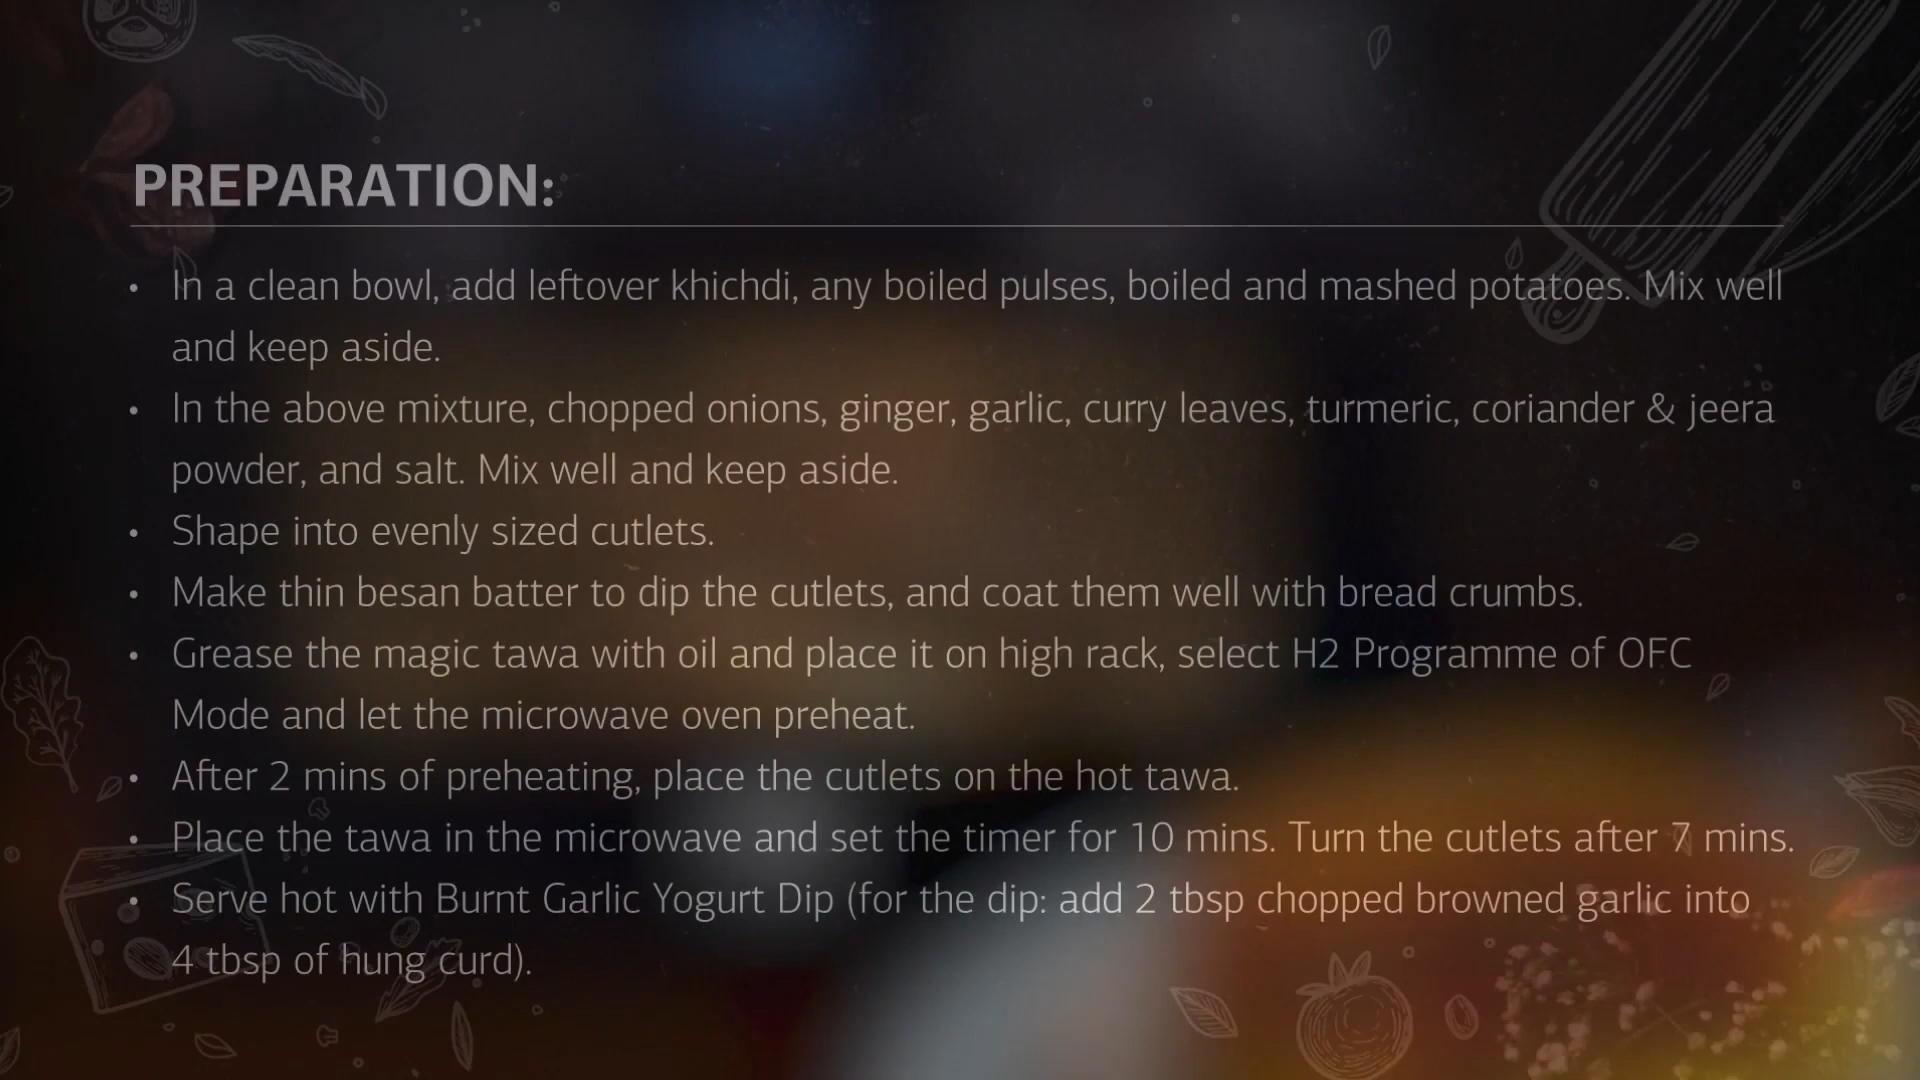 PREPARATION:
• In a clean bowl, add leftover khichdi, any boiled pulses, boiled and mashed potatoes. Mix well
and keep aside.
• In the above mixture, chopped onions, ginger, garlic, curry leaves, turmeric, coriander & jeera
powder, and salt. Mix well and keep aside.
• Shape into evenly sized cutlets.
• Make thin besan batter to dip the cutlets, and coat them well with bread crumbs.
• Grease the magic tawa with oil and place it on high rack, select H2 Programme of OFC
Mode and let the microwave oven preheat.
• After 2 mins of preheating, place the cutlets on the hot tawa.
• Place the tawa in the microwave and set the timer for 10 mins. Turn the cutlets after 7 mins.
• Serve hot with Burnt Garlic Yogurt Dip (for the dip: add 2 tbsp chopped browned garlic into
4 tbsp of hung curd).